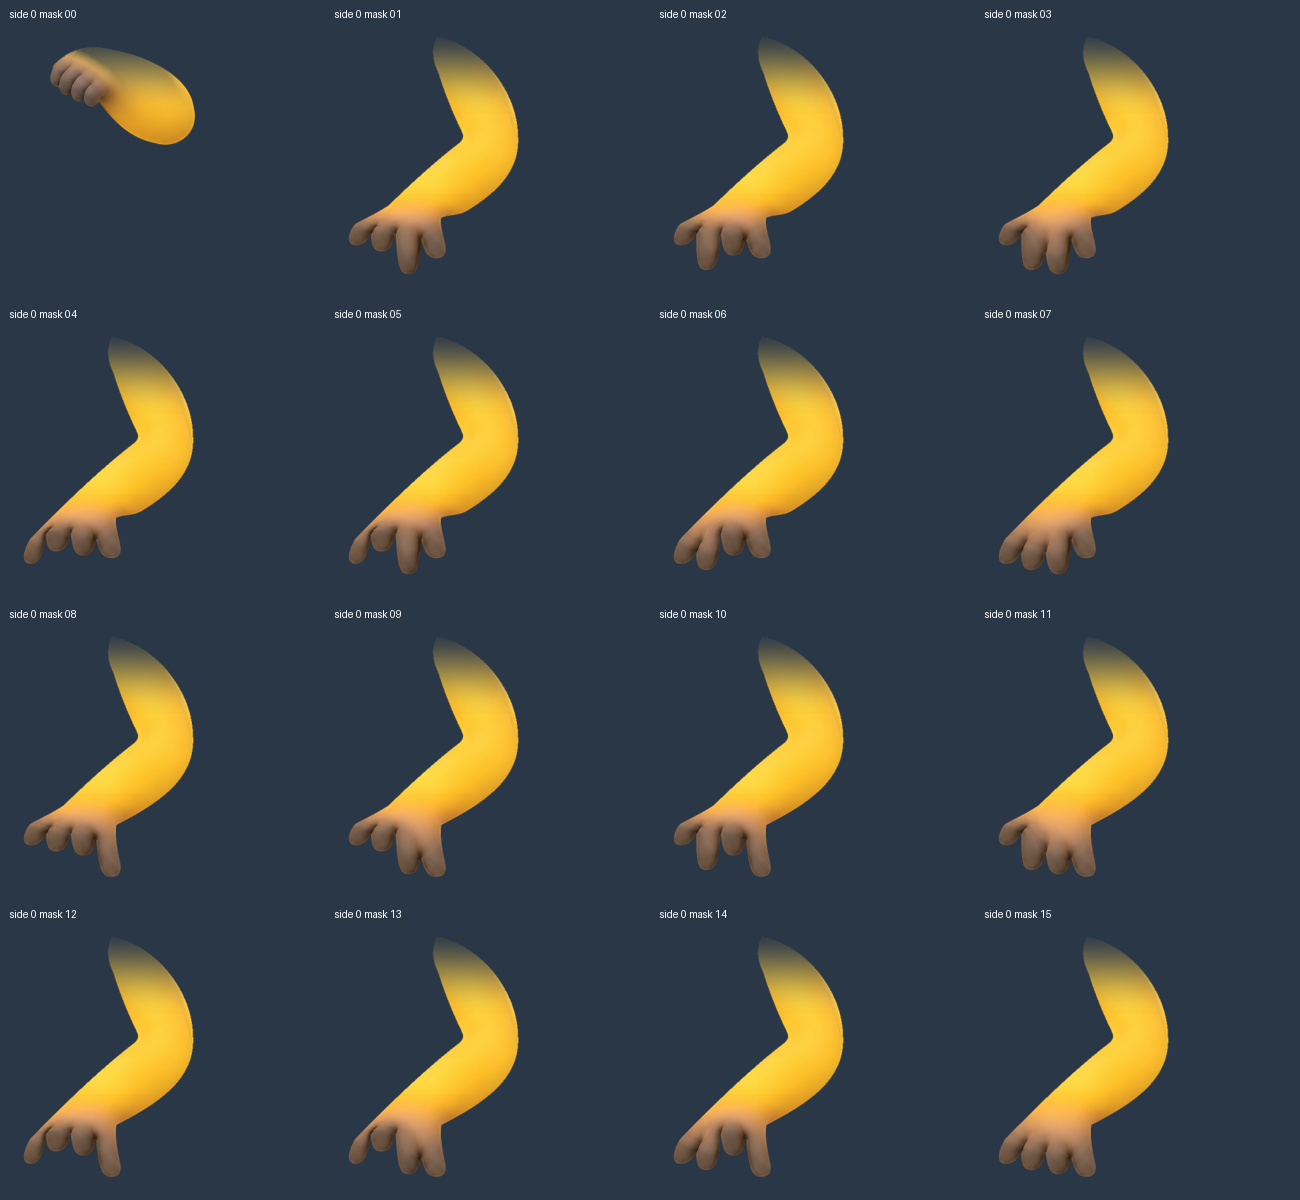 side 0 mask 00
side 0 mask 01
side 0 mask 02
side 0 mask 03
side 0 mask 04
side 0 mask 05
side 0 mask 06
side 0 mask 07
side 0 mask 08
side 0 mask 09
side 0 mask 10
side 0 mask 11
side 0 mask 12
side 0 mask 13
side 0 mask 14
side 0 mask 15